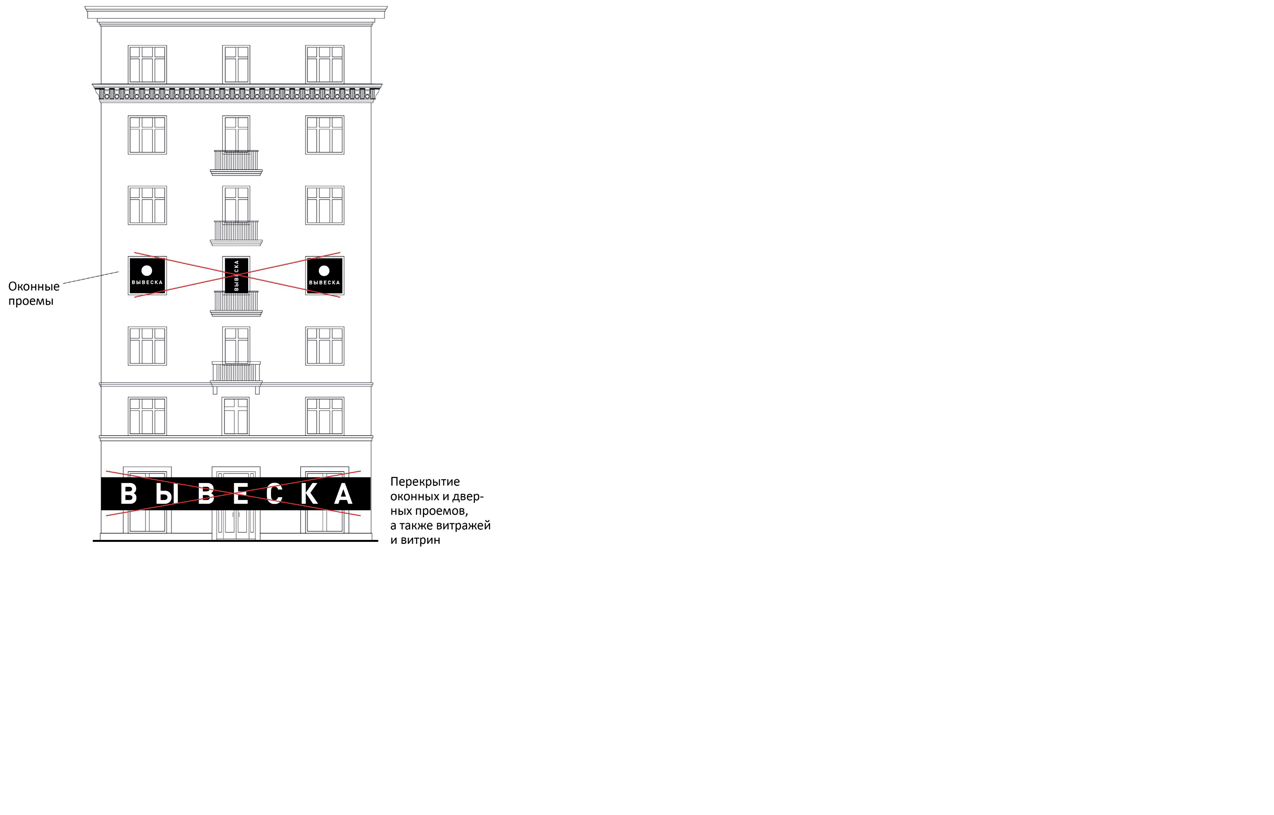 ВЫВЕСКА
ВЫВЕСКА
ВЫВЕСКА
Оконные
проемы
ВЫВЕСКА
Перекрытие
оконных и двер-
ных проемов,
а также витражей
и витрин